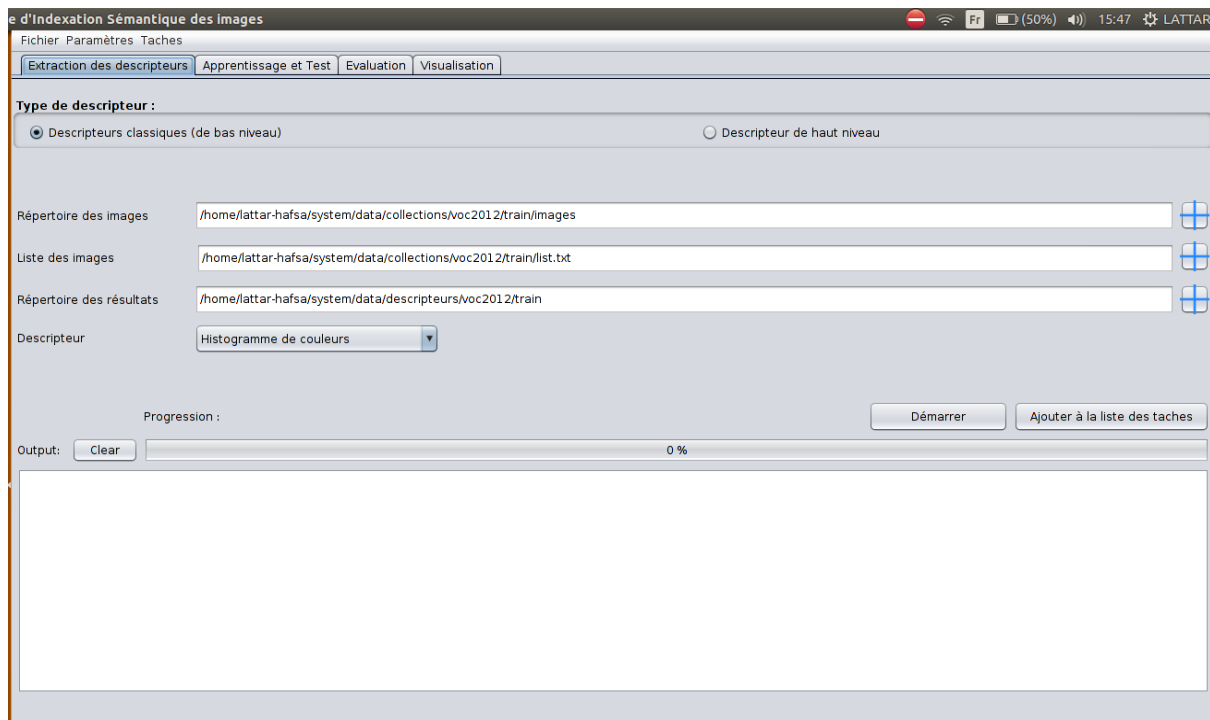 e d'Indexation Sémantique des images Fr (50%) 15:47 LATTAR
Fichier Paramètres Taches
Extraction des descripteurs Apprentissage et Test Evaluation Visualisation
Type de descripteur :
Descripteurs classiques (de bas niveau) Descripteur de haut niveau
Répertoire des images /home/lattar-hafsa/system/data/collections/voc2012/train/images
Liste des images /home/lattar-hafsa/system/data/collections/voc2012/train/list.txt
Répertoire des résultats /home/lattar-hafsa/system/data/descripteurs/voc2012/train
Descripteur Histogramme de couleurs
Progression : Démarrer Ajouter à la liste des taches
Output: Clear 0 %